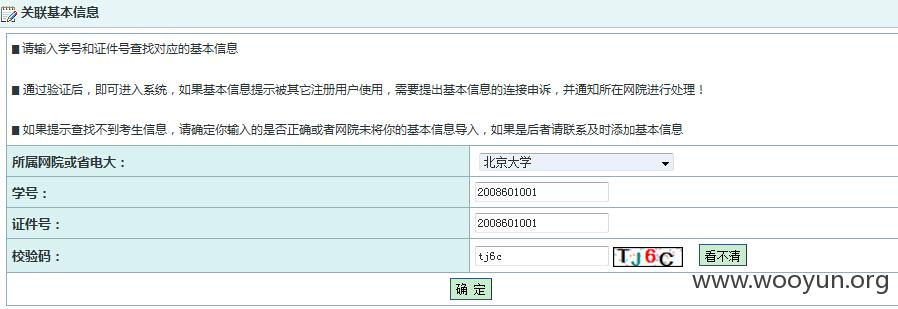 关联基本信息
■ 请输入学号和证件号查找对应的基本信息
■ 通过验证后，即可进入系统，如果基本信息提示被其它注册用户使用，需要提出基本信息的连接申诉，并通知所在网院进行处理！
■ 如果提示查找不到考生信息，请确定你输入的是否正确或者网院未将你的基本信息导入，如果是后者请联系及时添加基本信息
所属网院或省电大： 北京大学
学号： 2008601001
证件号： 2008601001
校验码： tj6c TJ6C 看不清
确 定
www.wooyun.org